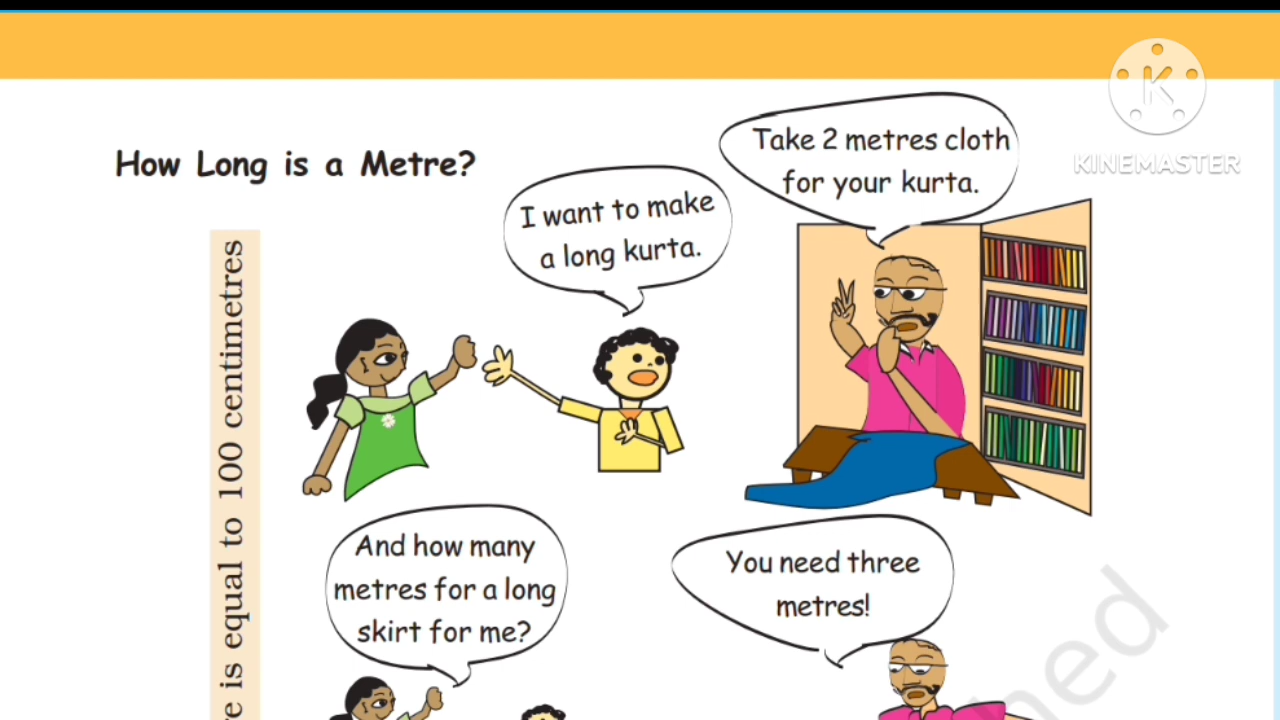 KINEMASTER
How Long is a Metre?
Take 2 metres cloth
for your kurta.
I want to make
a long kurta.
is equal to 100 centimetres
And how many
metres for a long
skirt for me?
You need three
metres!